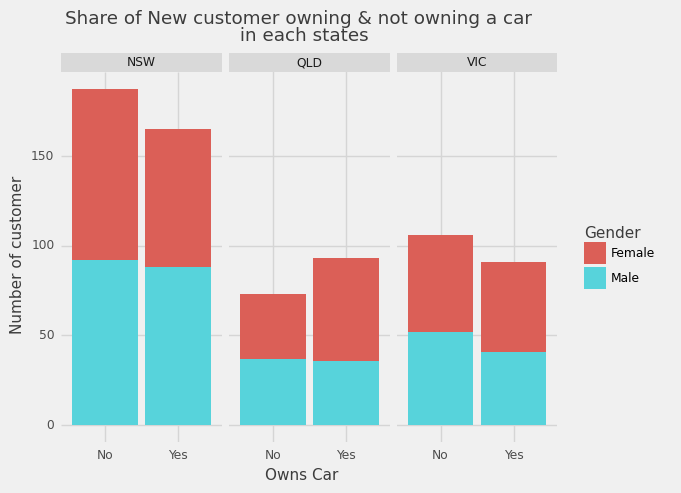 Share of New customer owning & not owning a car
in each states
NSW
QLD
VIC
Number of customer
150
100
50
0
No
Yes
No
Yes
No
Yes
Owns Car
Gender
Female
Male